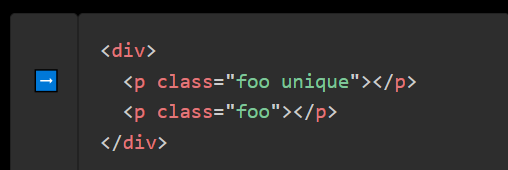 <div>
→ <p class="foo unique"></p>
<p class="foo"></p>
</div>